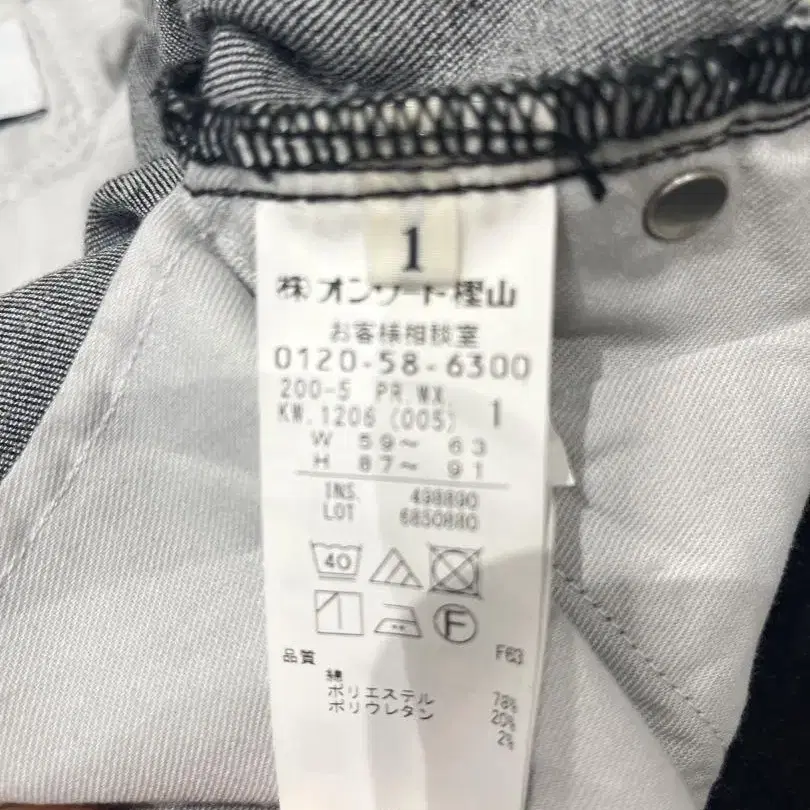 1
㈱オンワード樫山
お客様相談室
0120-58-6300
200-5 PR.WX.
KW.1206 (005) 1
W 59～ 63
H 87～ 91
INS. 498890
LOT 6850880
40
F
品質 F63
綿 78%
ポリエステル 20%
ポリウレタン 2%